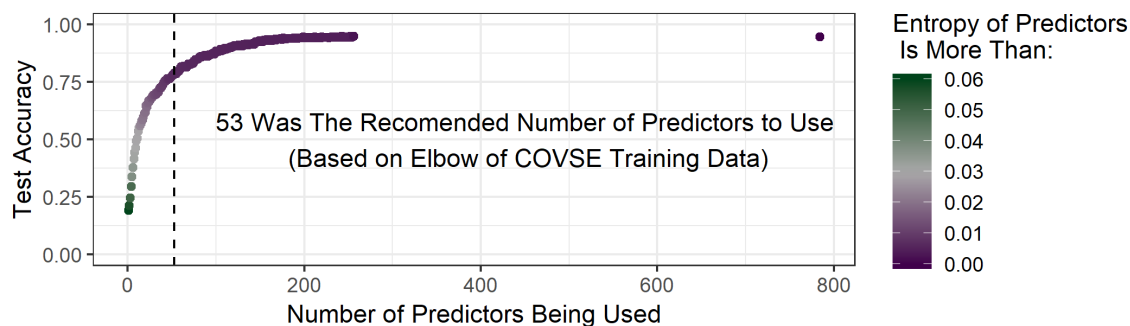 1.00
0.75
0.50
0.25
0.00
Test Accuracy
53 Was The Recomended Number of Predictors to Use
(Based on Elbow of COVSE Training Data)
0 200 400 600 800
Number of Predictors Being Used
Entropy of Predictors
Is More Than:
0.06
0.05
0.04
0.03
0.02
0.01
0.00